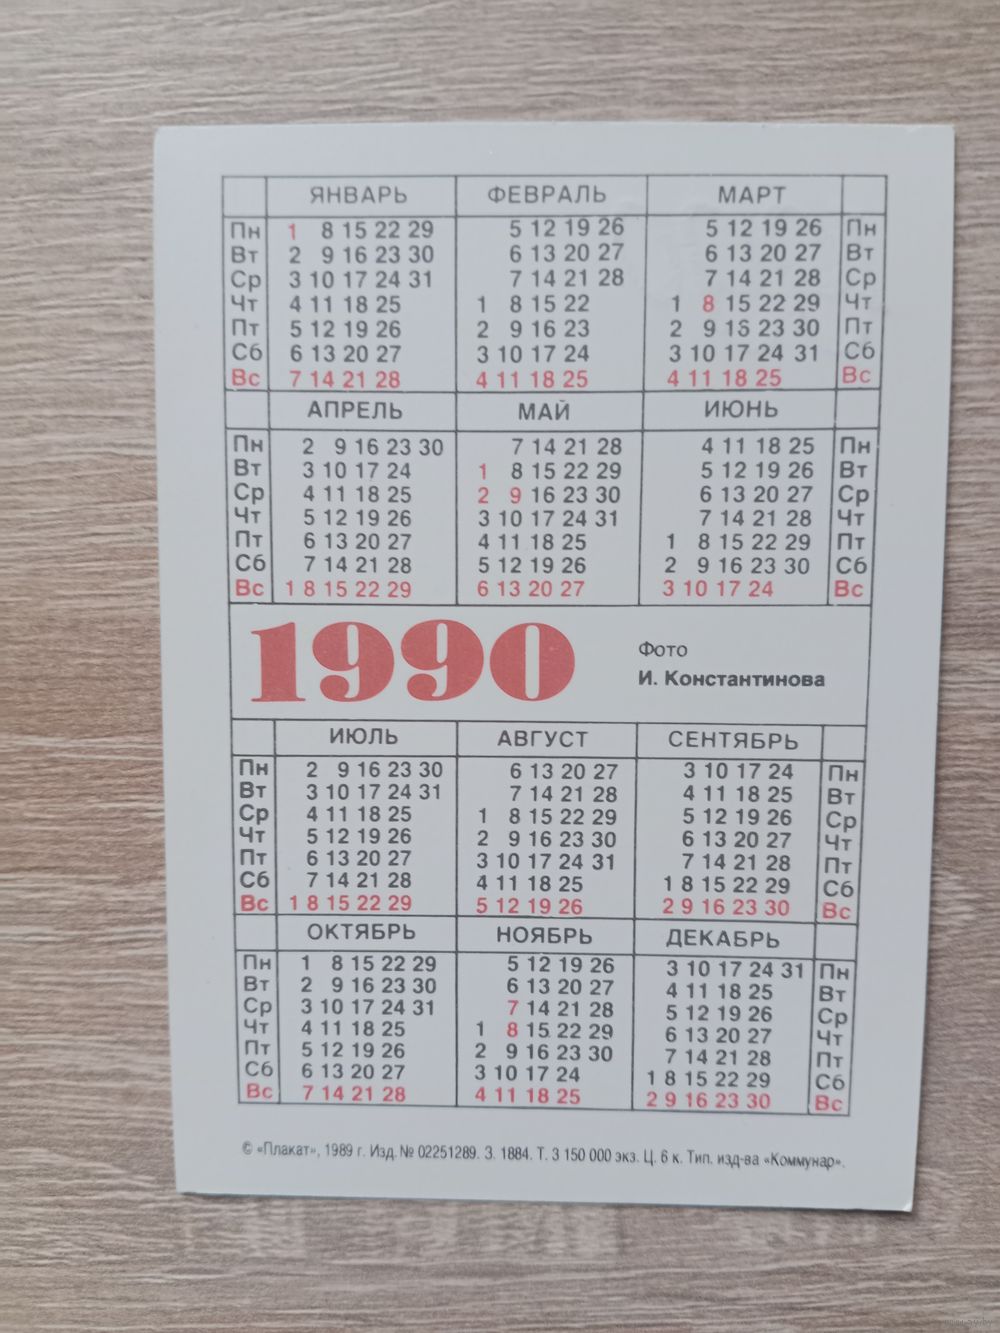 ЯНВАРЬ ФЕВРАЛЬ МАРТ
Пн 1 8 15 22 29 5 12 19 26 5 12 19 26 Пн
Вт 2 9 16 23 30 6 13 20 27 6 13 20 27 Вт
Ср 3 10 17 24 31 7 14 21 28 7 14 21 28 Ср
Чт 4 11 18 25 1 8 15 22 1 8 15 22 29 Чт
Пт 5 12 19 26 2 9 16 23 2 9 16 23 30 Пт
Сб 6 13 20 27 3 10 17 24 3 10 17 24 31 Сб
Вс 7 14 21 28 4 11 18 25 4 11 18 25 Вс
АПРЕЛЬ МАЙ ИЮНЬ
Пн 2 9 16 23 30 7 14 21 28 4 11 18 25 Пн
Вт 3 10 17 24 1 8 15 22 29 5 12 19 26 Вт
Ср 4 11 18 25 2 9 16 23 30 6 13 20 27 Ср
Чт 5 12 19 26 3 10 17 24 31 7 14 21 28 Чт
Пт 6 13 20 27 4 11 18 25 1 8 15 22 29 Пт
Сб 7 14 21 28 5 12 19 26 2 9 16 23 30 Сб
Вс 1 8 15 22 29 6 13 20 27 3 10 17 24 Вс
1990
Фото
И. Константинова
ИЮЛЬ АВГУСТ СЕНТЯБРЬ
Пн 2 9 16 23 30 6 13 20 27 3 10 17 24 Пн
Вт 3 10 17 24 31 7 14 21 28 4 11 18 25 Вт
Ср 4 11 18 25 1 8 15 22 29 5 12 19 26 Ср
Чт 5 12 19 26 2 9 16 23 30 6 13 20 27 Чт
Пт 6 13 20 27 3 10 17 24 31 7 14 21 28 Пт
Сб 7 14 21 28 4 11 18 25 1 8 15 22 29 Сб
Вс 1 8 15 22 29 5 12 19 26 2 9 16 23 30 Вс
ОКТЯБРЬ НОЯБРЬ ДЕКАБРЬ
Пн 1 8 15 22 29 5 12 19 26 3 10 17 24 31 Пн
Вт 2 9 16 23 30 6 13 20 27 4 11 18 25 Вт
Ср 3 10 17 24 31 7 14 21 28 5 12 19 26 Ср
Чт 4 11 18 25 1 8 15 22 29 6 13 20 27 Чт
Пт 5 12 19 26 2 9 16 23 30 7 14 21 28 Пт
Сб 6 13 20 27 3 10 17 24 1 8 15 22 29 Сб
Вс 7 14 21 28 4 11 18 25 2 9 16 23 30 Вс
© «Плакат», 1989 г. Изд. № 02251289. З. 1884. Т. 3 150 000 экз. Ц. 6 к. Тип. изд-ва «Коммунар».